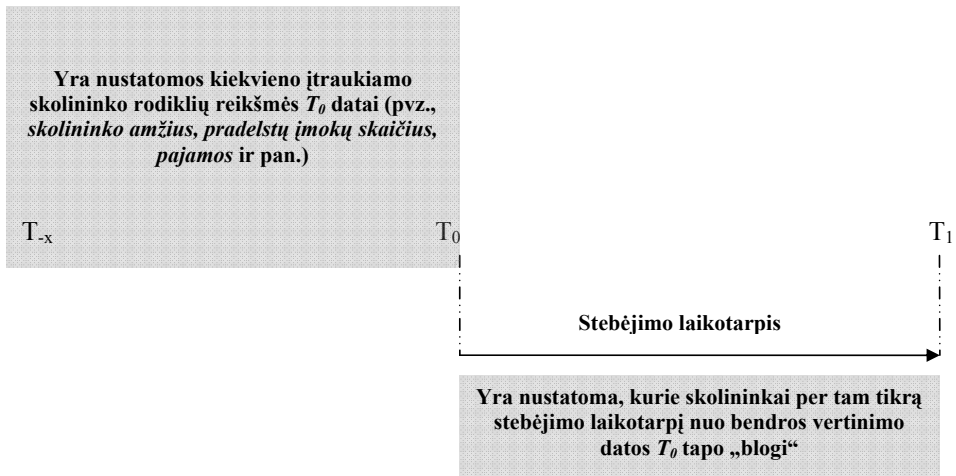 Yra nustatomos kiekvieno įtraukiamo
skolininko rodiklių reikšmės T0 datai (pvz.,
skolininko amžius, pradelstų įmokų skaičius,
pajamos ir pan.)
T-x
T0
T1
Stebėjimo laikotarpis
Yra nustatoma, kurie skolininkai per tam tikrą
stebėjimo laikotarpį nuo bendros vertinimo
datos T0 tapo „blogi“